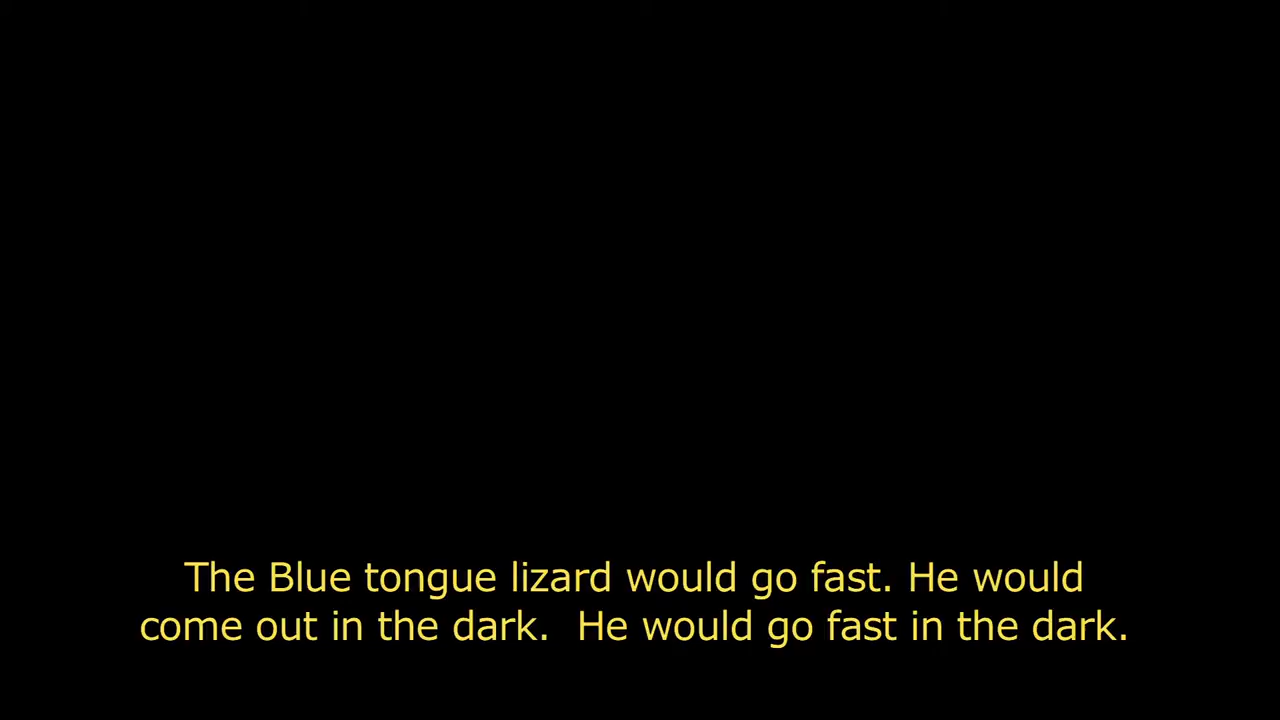 The Blue tongue lizard would go fast. He would
come out in the dark.  He would go fast in the dark.